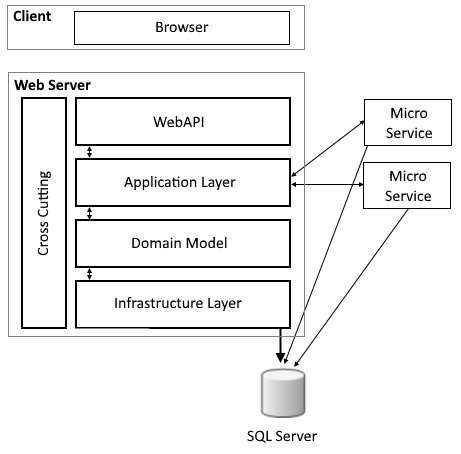 Client
Browser
Web Server
Cross Cutting
WebAPI
Application Layer
Domain Model
Infrastructure Layer
Micro
Service
Micro
Service
SQL Server